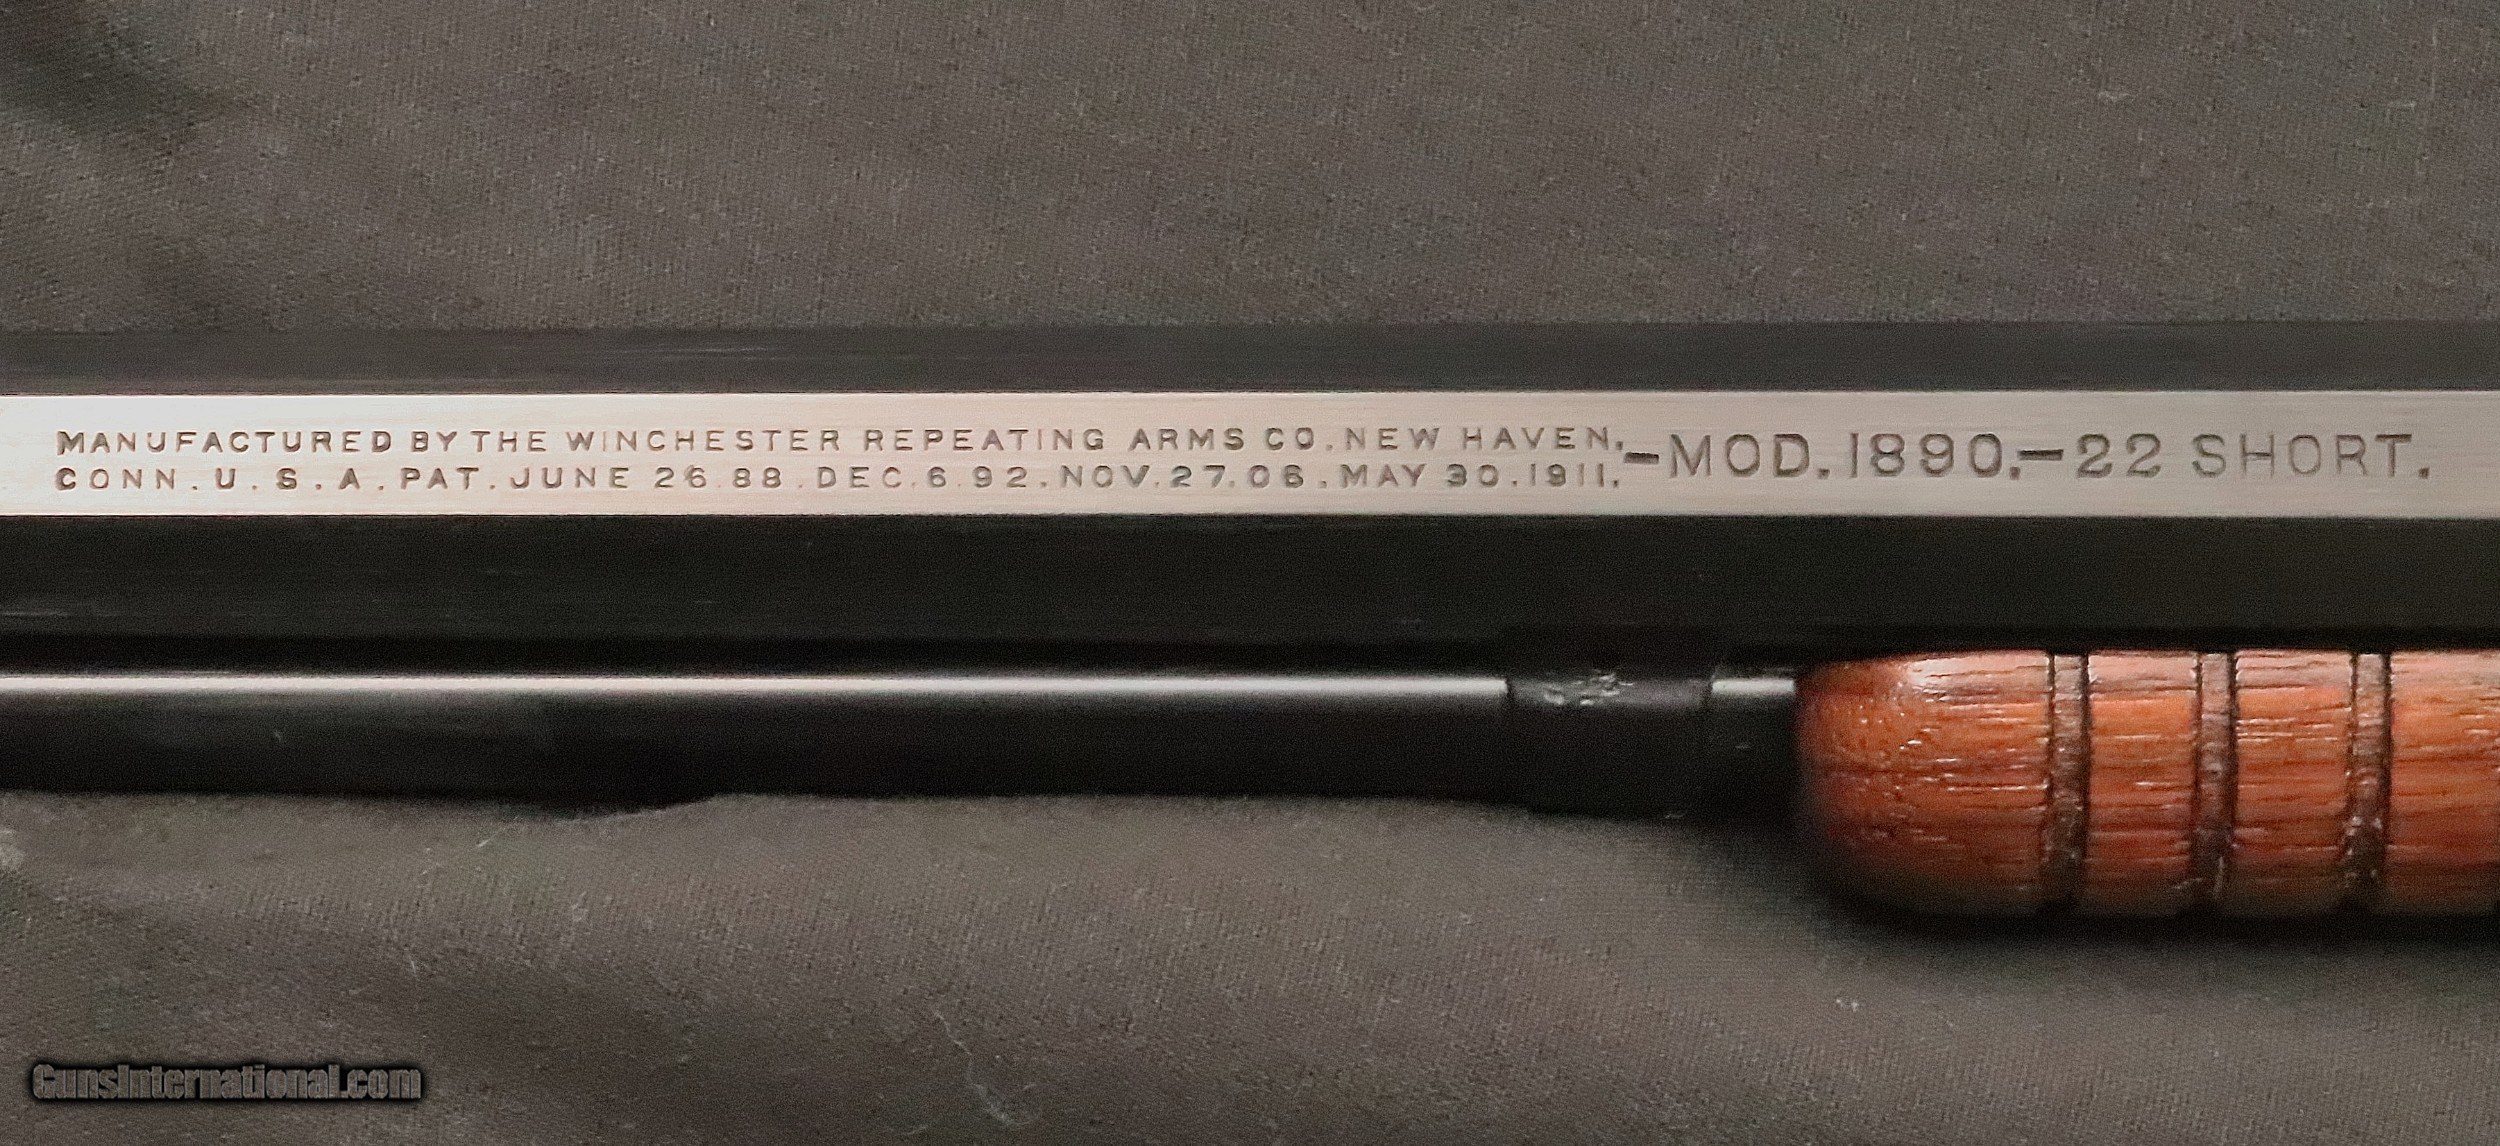 MANUFACTURED BY THE WINCHESTER REPEATING ARMS CO. NEW HAVEN,
CONN. U. S. A. PAT. JUNE 26.88. DEC. 6.92. NOV. 27.06. MAY 30. 1911.
-MOD. 1890.-22 SHORT.
GunsInternational.com